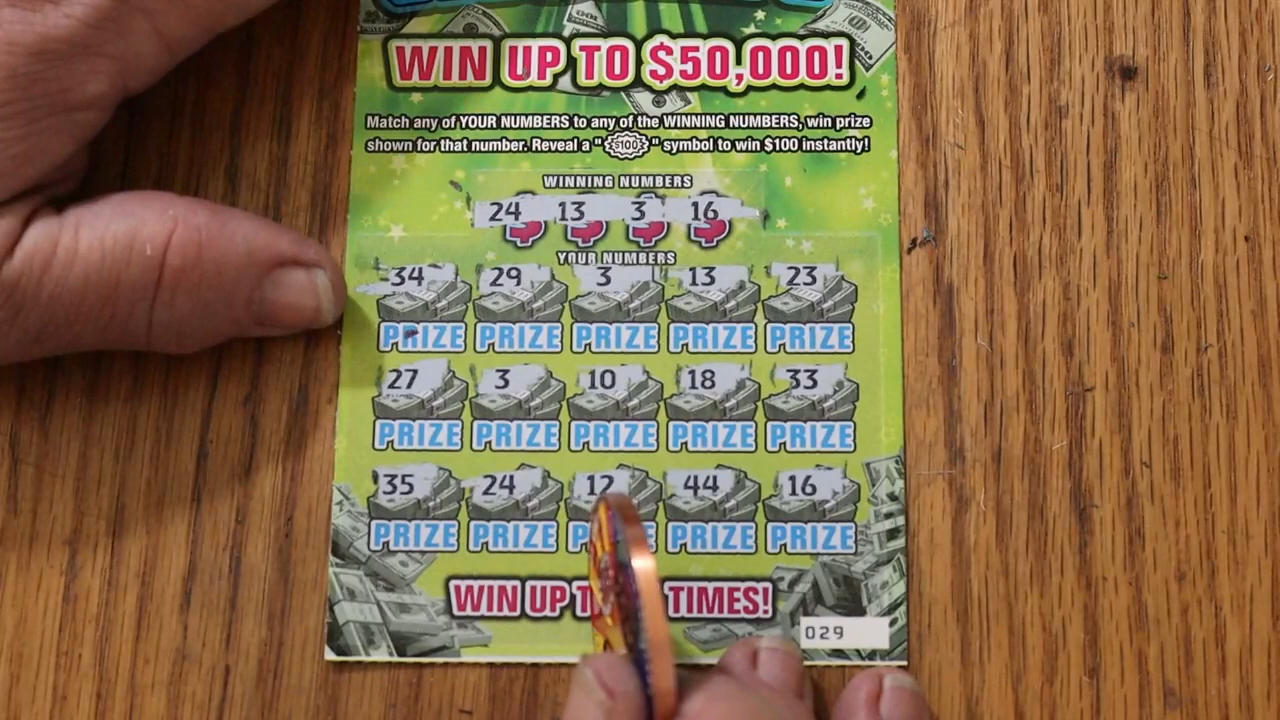 WIN UP TO $50,000!
Match any of YOUR NUMBERS to any of the WINNING NUMBERS, win prize
shown for that number. Reveal a "$100" symbol to win $100 instantly!
WINNING NUMBERS
24 13 3 16
YOUR NUMBERS
34 29 3 13 23
PRIZE PRIZE PRIZE PRIZE PRIZE
27 3 10 18 33
PRIZE PRIZE PRIZE PRIZE PRIZE
35 24 12 44 16
PRIZE PRIZE PRIZE PRIZE
WIN UP TIMES!
029